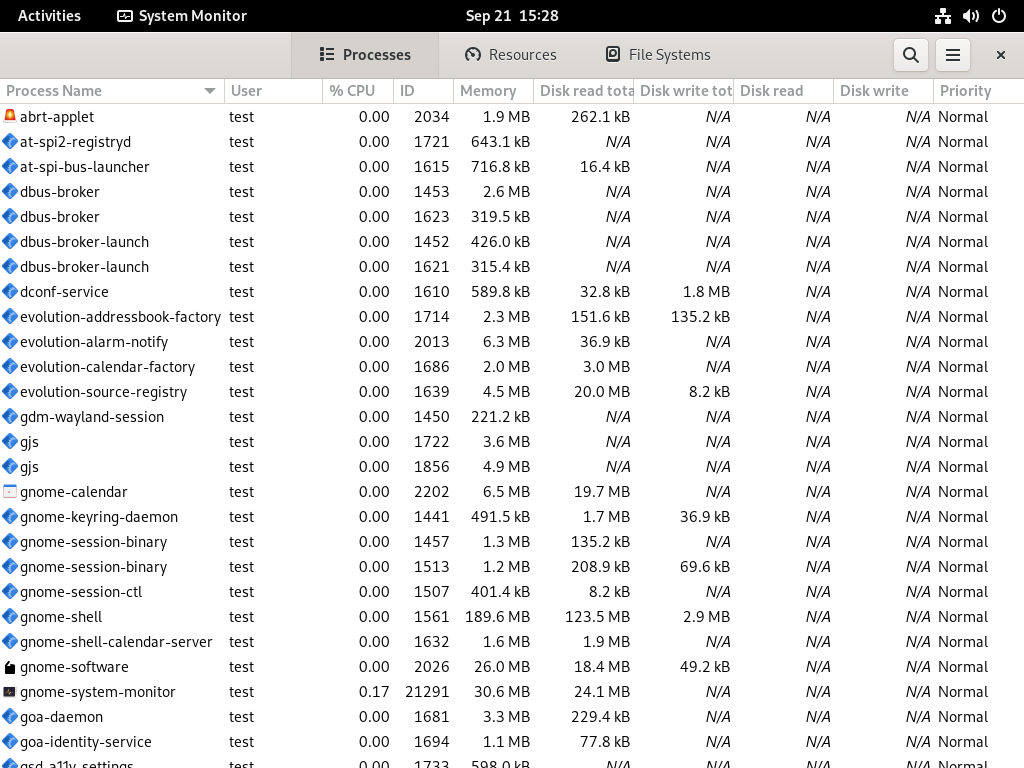 Activities System Monitor Sep 21 15:28
Processes Resources File Systems
Process Name User % CPU ID Memory Disk read tota Disk write tot Disk read Disk write Priority
abrt-applet test 0.00 2034 1.9 MB 262.1 kB N/A N/A N/A Normal
at-spi2-registryd test 0.00 1721 643.1 kB N/A N/A N/A N/A Normal
at-spi-bus-launcher test 0.00 1615 716.8 kB 16.4 kB N/A N/A N/A Normal
dbus-broker test 0.00 1453 2.6 MB N/A N/A N/A N/A Normal
dbus-broker test 0.00 1623 319.5 kB N/A N/A N/A N/A Normal
dbus-broker-launch test 0.00 1452 426.0 kB N/A N/A N/A N/A Normal
dbus-broker-launch test 0.00 1621 315.4 kB N/A N/A N/A N/A Normal
dconf-service test 0.00 1610 589.8 kB 32.8 kB 1.8 MB N/A N/A Normal
evolution-addressbook-factory test 0.00 1714 2.3 MB 151.6 kB 135.2 kB N/A N/A Normal
evolution-alarm-notify test 0.00 2013 6.3 MB 36.9 kB N/A N/A N/A Normal
evolution-calendar-factory test 0.00 1686 2.0 MB 3.0 MB N/A N/A N/A Normal
evolution-source-registry test 0.00 1639 4.5 MB 20.0 MB 8.2 kB N/A N/A Normal
gdm-wayland-session test 0.00 1450 221.2 kB N/A N/A N/A N/A Normal
gjs test 0.00 1722 3.6 MB N/A N/A N/A N/A Normal
gjs test 0.00 1856 4.9 MB N/A N/A N/A N/A Normal
gnome-calendar test 0.00 2202 6.5 MB 19.7 MB N/A N/A N/A Normal
gnome-keyring-daemon test 0.00 1441 491.5 kB 1.7 MB 36.9 kB N/A N/A Normal
gnome-session-binary test 0.00 1457 1.3 MB 135.2 kB N/A N/A N/A Normal
gnome-session-binary test 0.00 1513 1.2 MB 208.9 kB 69.6 kB N/A N/A Normal
gnome-session-ctl test 0.00 1507 401.4 kB 8.2 kB N/A N/A N/A Normal
gnome-shell test 0.00 1561 189.6 MB 123.5 MB 2.9 MB N/A N/A Normal
gnome-shell-calendar-server test 0.00 1632 1.6 MB 1.9 MB N/A N/A N/A Normal
gnome-software test 0.00 2026 26.0 MB 18.4 MB 49.2 kB N/A N/A Normal
gnome-system-monitor test 0.17 21291 30.6 MB 24.1 MB N/A N/A N/A Normal
goa-daemon test 0.00 1681 3.3 MB 229.4 kB N/A N/A N/A Normal
goa-identity-service test 0.00 1694 1.1 MB 77.8 kB N/A N/A N/A Normal
gsd-a11y-settings test 0.00 1733 598.0 kB N/A N/A N/A N/A Normal